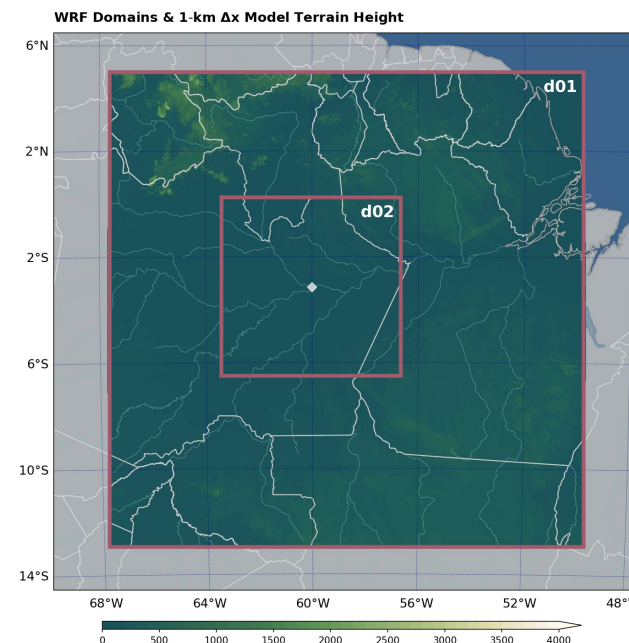 WRF Domains & 1-km Δx Model Terrain Height
6°N
2°N
2°S
6°S
10°S
14°S
d01
d02
68°W
64°W
60°W
56°W
52°W
48°
0
500
1000
1500
2000
2500
3000
3500
4000